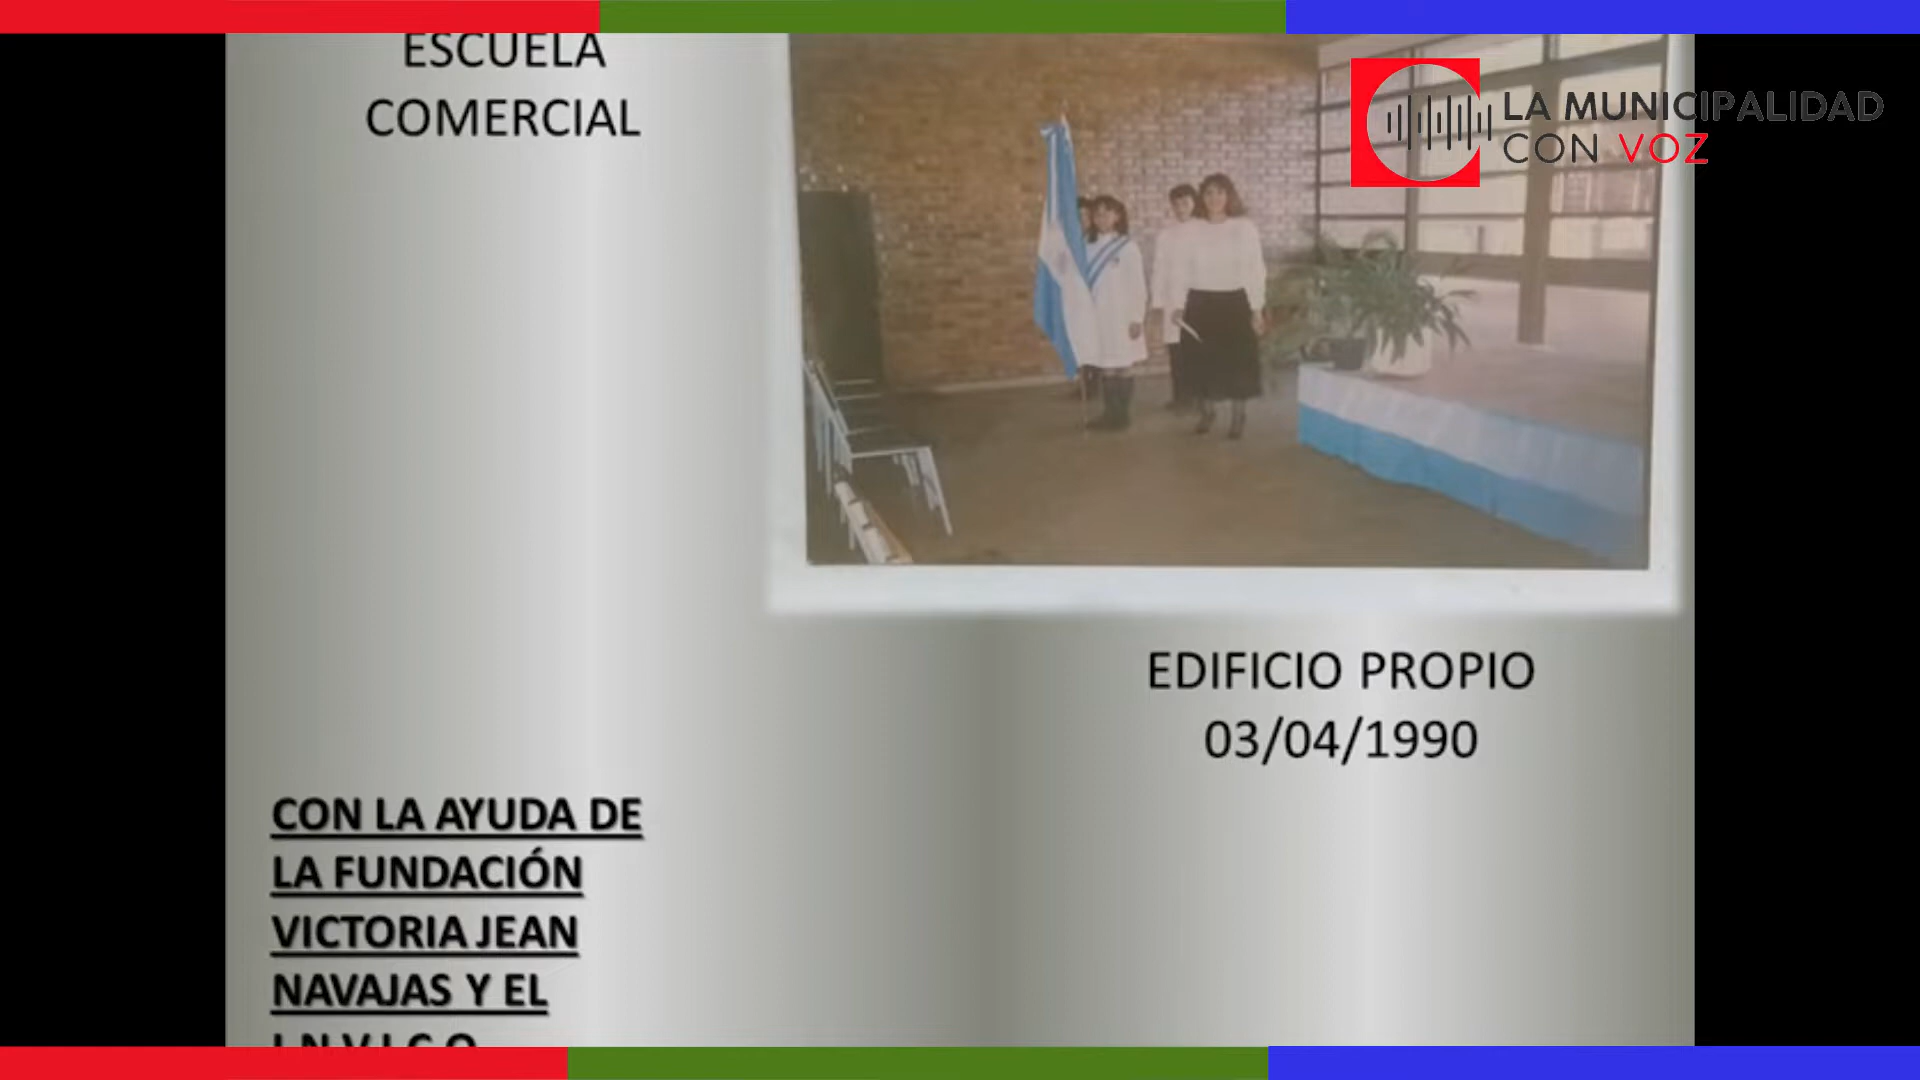 ESCUELA
COMERCIAL
LA MUNICIPALIDAD
CON VOZ
EDIFICIO PROPIO
03/04/1990
CON LA AYUDA DE
LA FUNDACIÓN
VICTORIA JEAN
NAVAJAS Y EL
I.N.V.I.C.O